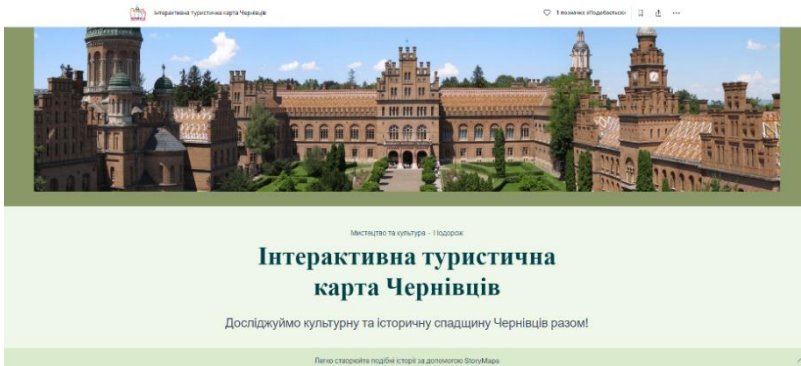 Інтерактивна туристична карта Чернівців
1 позначка «Подобається»
Мистецтво та культура - Подорож
Інтерактивна туристична
карта Чернівців
Досліджуймо культурну та історичну спадщину Чернівців разом!
Легко створюйте подібні історії за допомогою StoryMaps